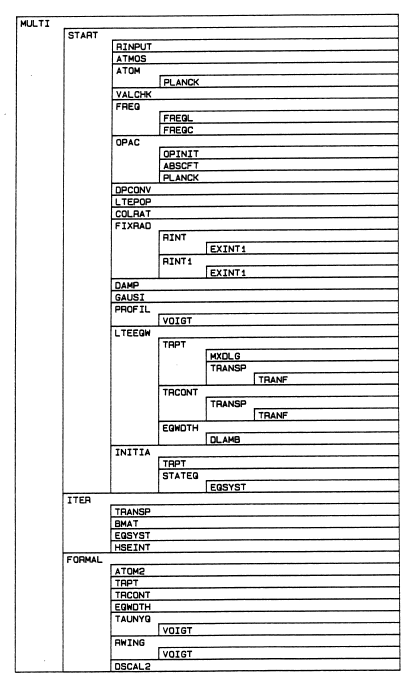 MULTI
START
RINPUT
ATMOS
ATOM
PLANCK
VALCHK
FREQ
FREQL
FREQC
OPAC
OPINIT
ABSCFT
PLANCK
DPCONV
LTEPOP
COLRAT
FIXRAD
RINT
EXINT1
RINT1
EXINT1
DAMP
GAUSI
PROFIL
VOIGT
LTEEQW
TRPT
MXDLG
TRANSP
TRANF
TRCONT
TRANSP
TRANF
EQWDTH
DLAMB
INITIA
TRPT
STATEQ
EQSYST
ITER
TRANSP
BMAT
EQSYST
HSEINT
FORMAL
ATOM2
TRPT
TRCONT
EQWDTH
TAUNYQ
VOIGT
RWING
VOIGT
DSCAL2